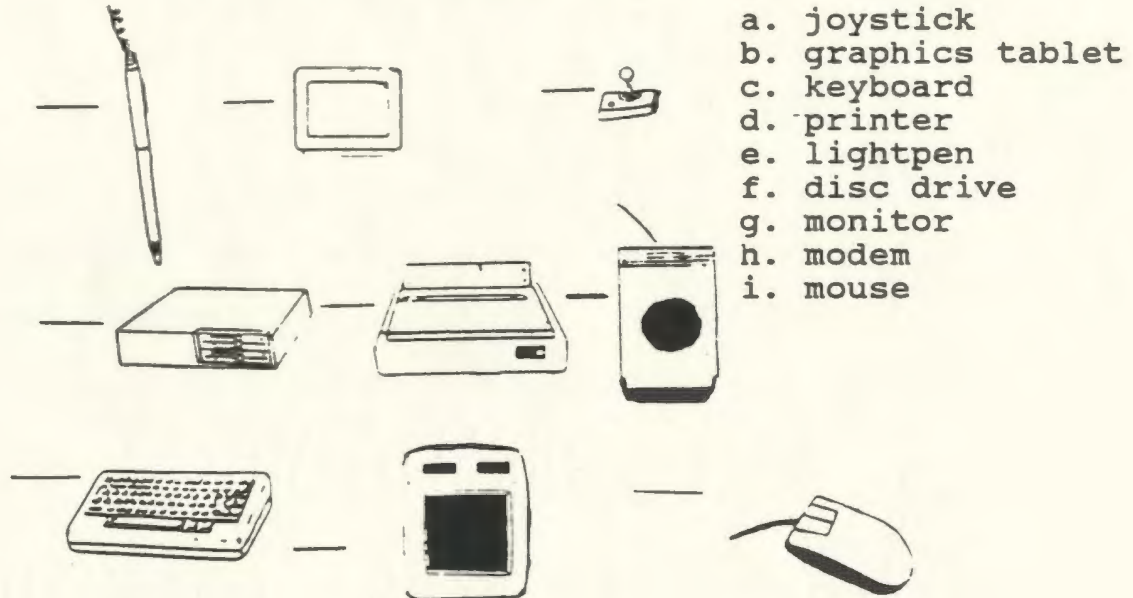 a. joystick
b. graphics tablet
c. keyboard
d. printer
e. lightpen
f. disc drive
g. monitor
h. modem
i. mouse